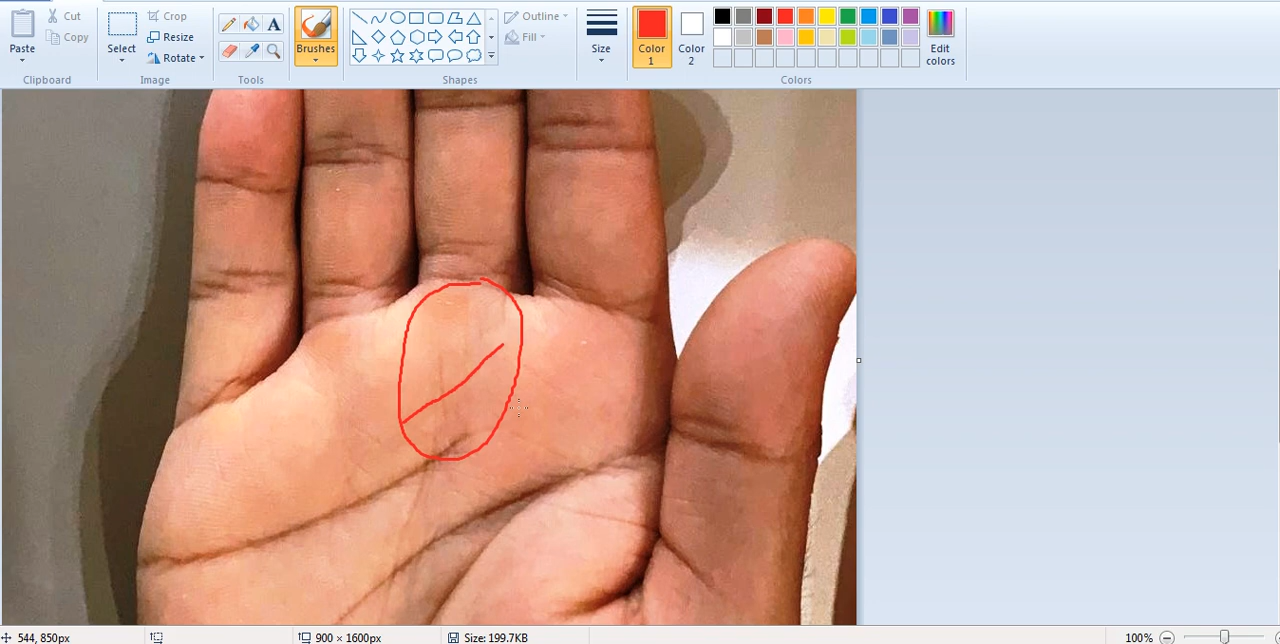 Paste
Cut
Copy
Clipboard
Select
Crop
Resize
Rotate
Image
A
Tools
Brushes
Shapes
Outline
Fill
Size
Color 1
Color 2
Colors
Edit colors
544, 850px
900 × 1600px
Size: 199.7KB
100%